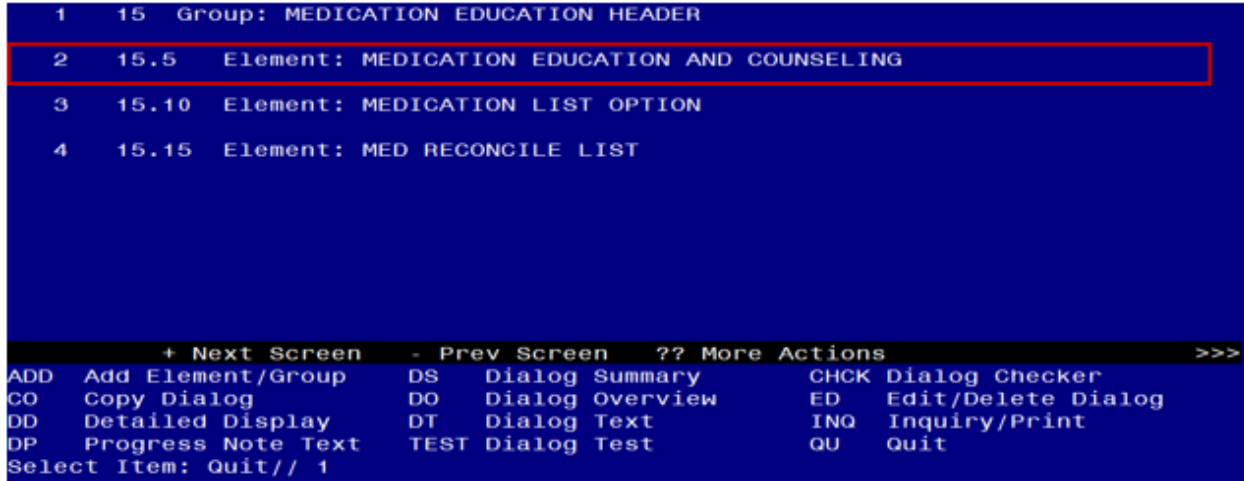 1 15 Group: MEDICATION EDUCATION HEADER
2 15.5 Element: MEDICATION EDUCATION AND COUNSELING
3 15.10 Element: MEDICATION LIST OPTION
4 15.15 Element: MED RECONCILE LIST
+ Next Screen - Prev Screen ?? More Actions >>>
ADD Add Element/Group DS Dialog Summary CHCK Dialog Checker
CO Copy Dialog DO Dialog Overview ED Edit/Delete Dialog
DD Detailed Display DT Dialog Text INQ Inquiry/Print
DP Progress Note Text TEST Dialog Test QU Quit
Select Item: Quit// 1